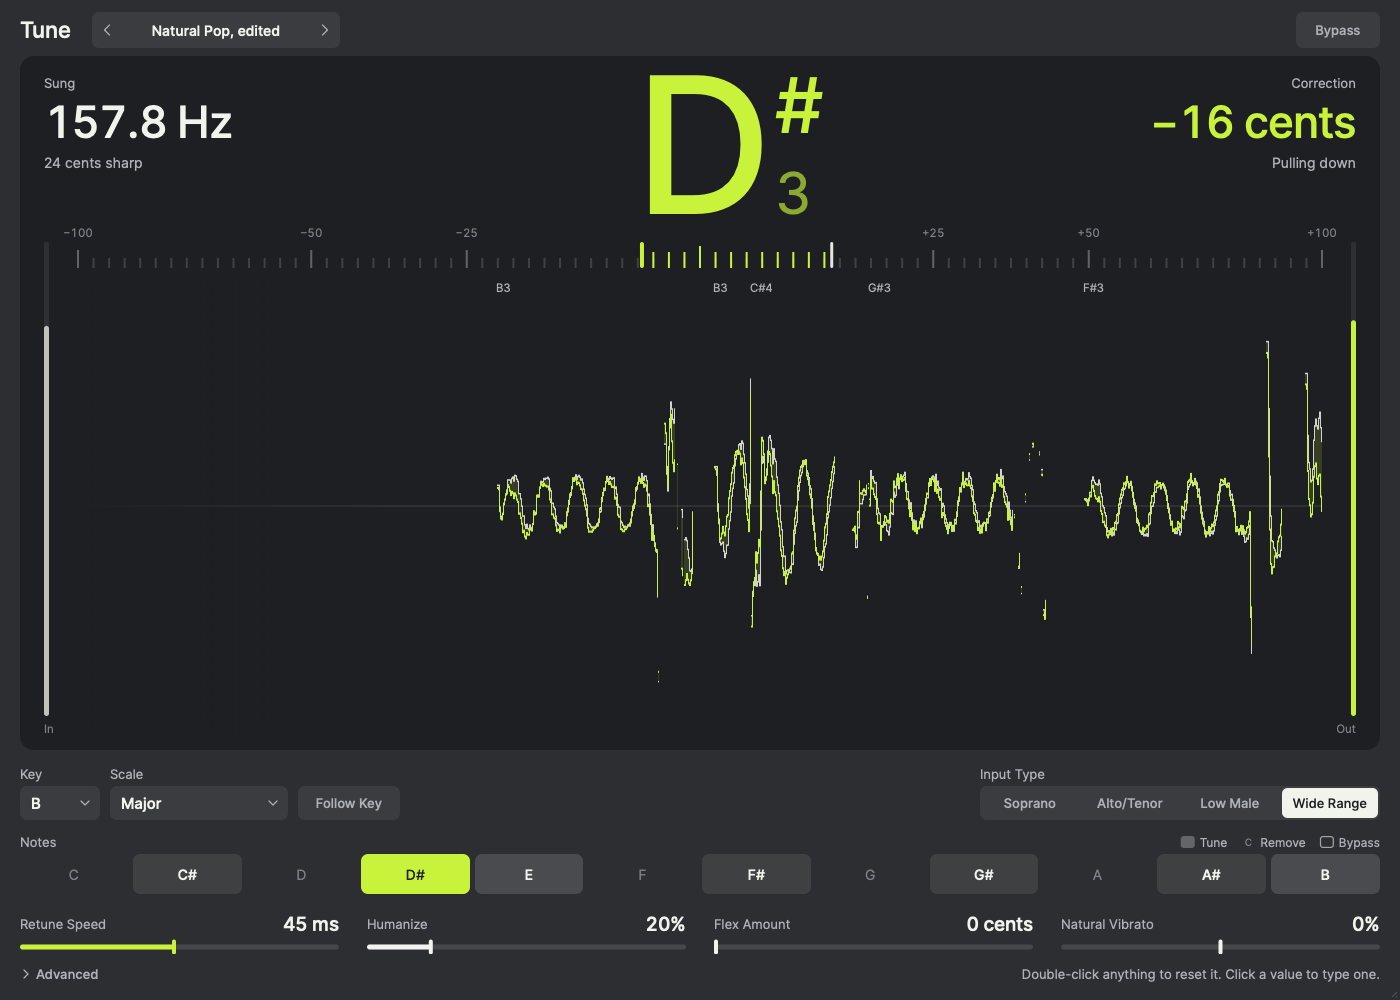 Tune
Natural Pop, edited
Bypass
Sung
157.8 Hz
24 cents sharp
D#3
Correction
−16 cents
Pulling down
−100 −50 −25 +25 +50 +100
B3 B3 C#4 G#3 F#3
In
Out
Key
Scale
Input Type
B
Major
Follow Key
Soprano
Alto/Tenor
Low Male
Wide Range
Notes
Tune
C Remove
Bypass
C C# D D# E F F# G G# A A# B
Retune Speed 45 ms
Humanize 20%
Flex Amount 0 cents
Natural Vibrato 0%
Advanced
Double-click anything to reset it. Click a value to type one.